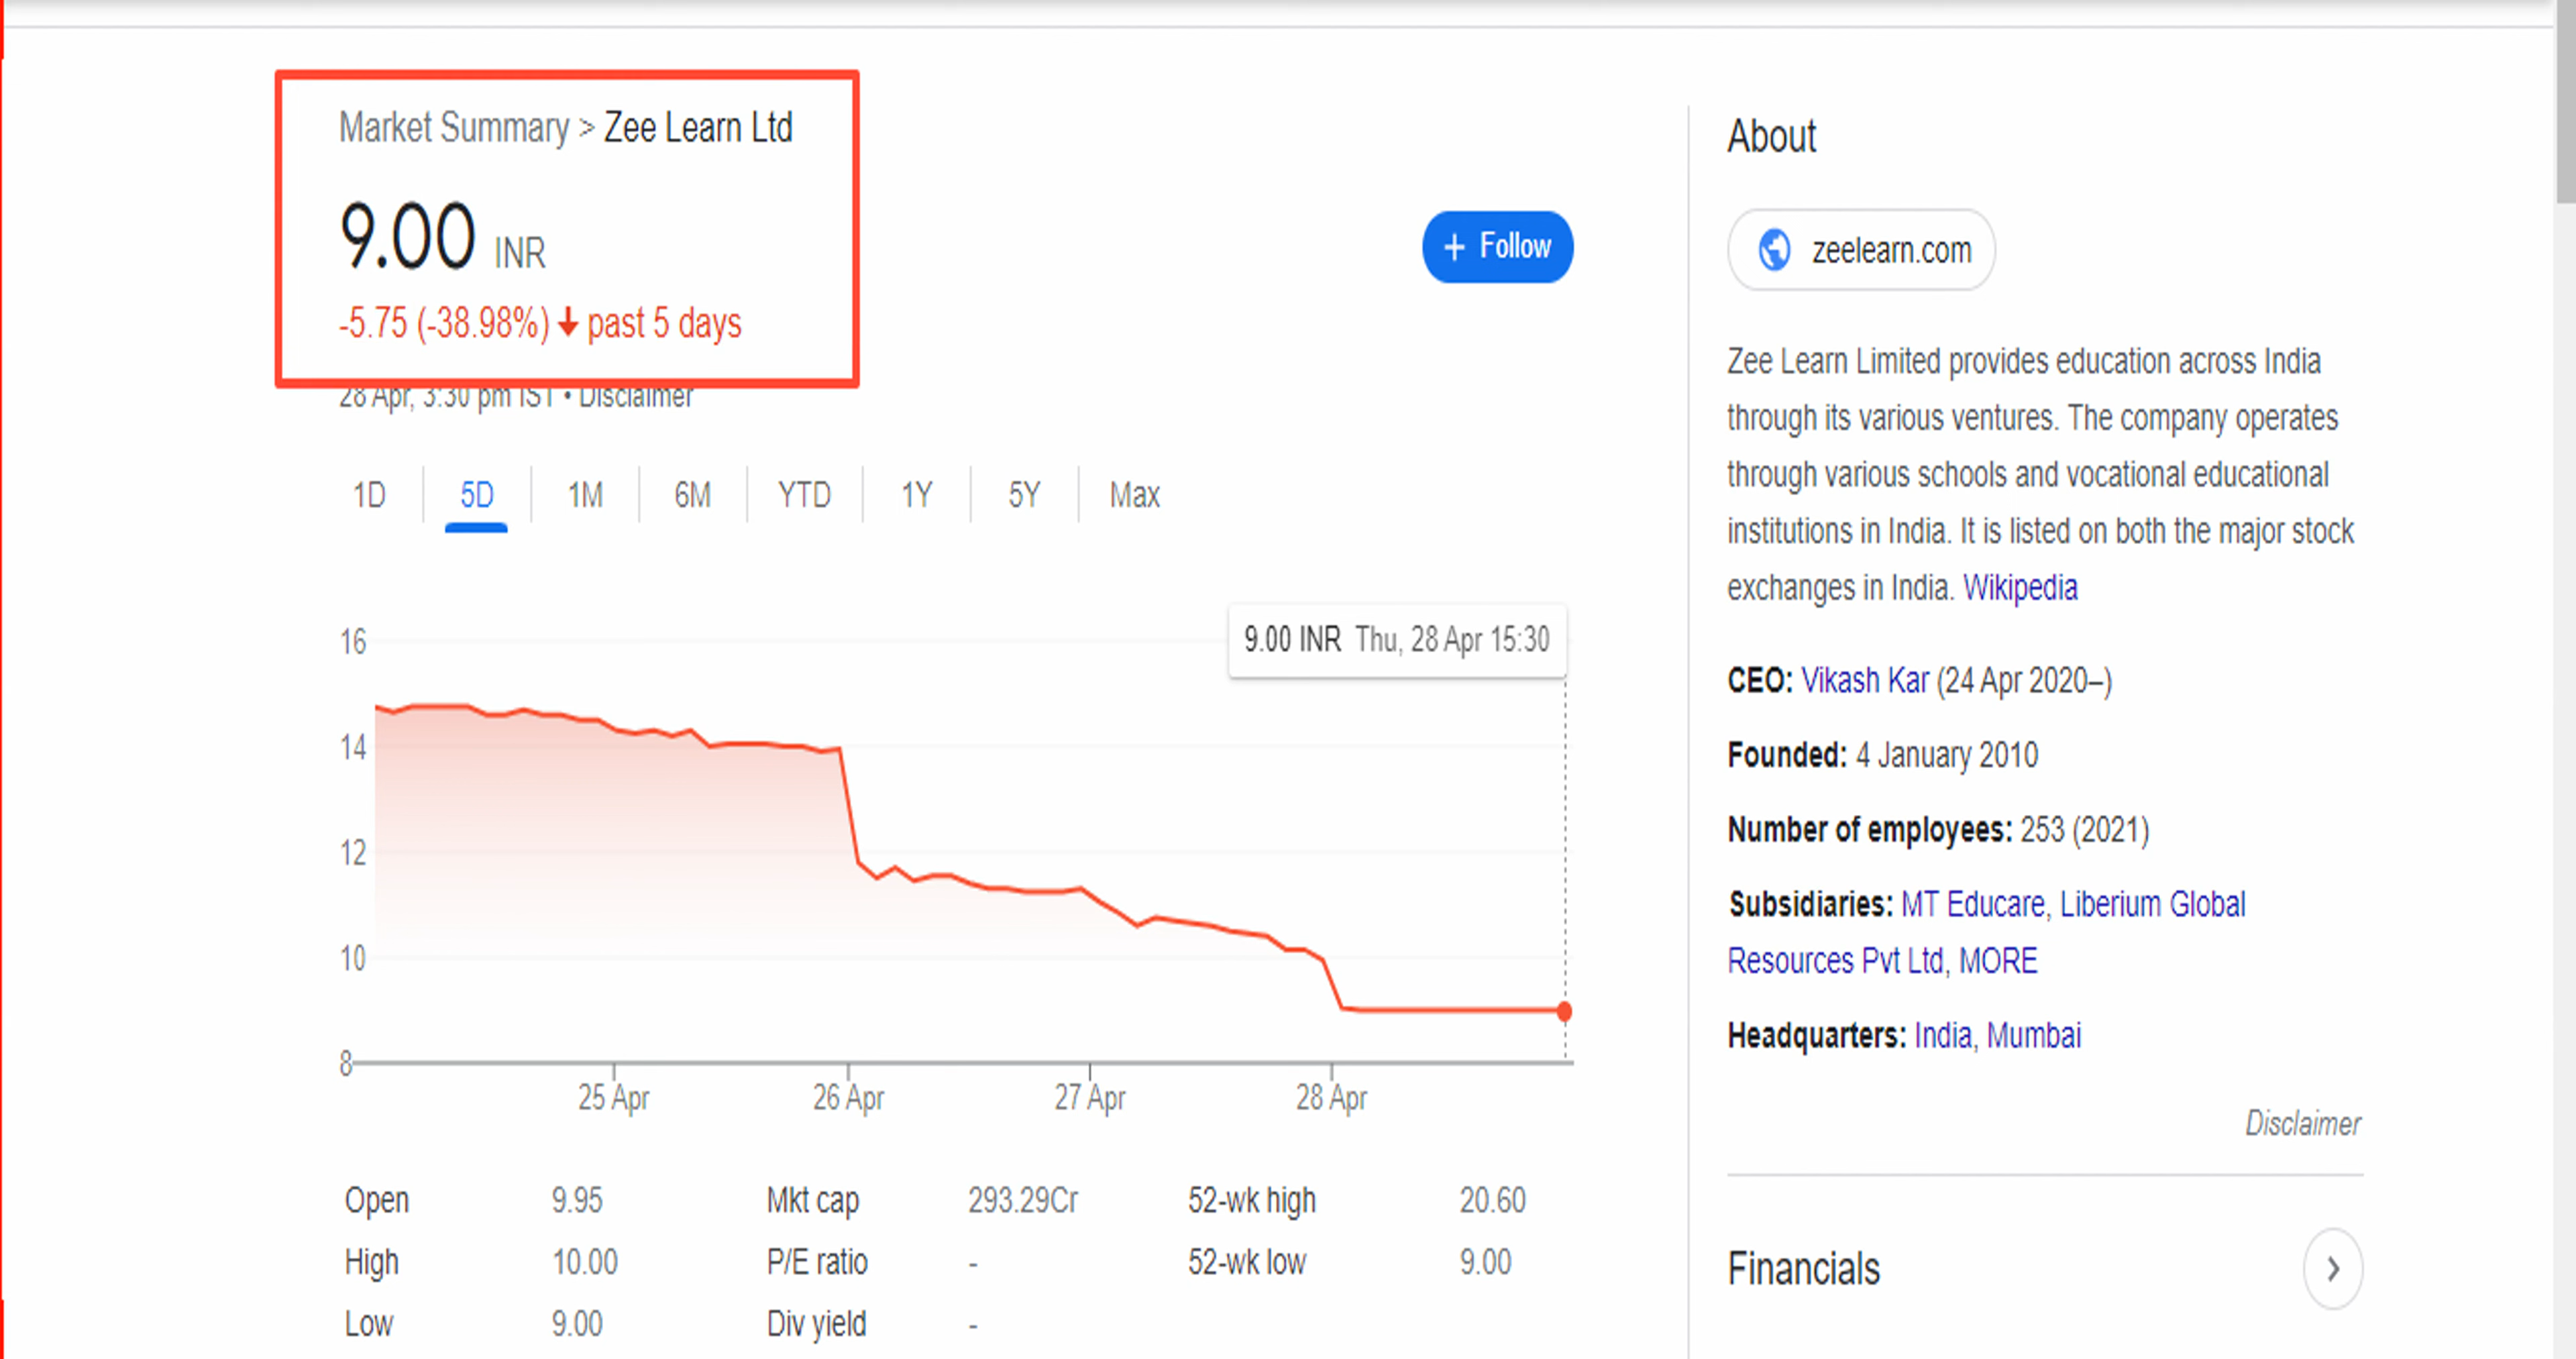 Market Summary > Zee Learn Ltd
9.00 INR
-5.75 (-38.98%) ↓ past 5 days
28 Apr, 3:30 pm IST • Disclaimer
+ Follow
1D 5D 1M 6M YTD 1Y 5Y Max
9.00 INR Thu, 28 Apr 15:30
16
14
12
10
8
25 Apr 26 Apr 27 Apr 28 Apr
Open 9.95 Mkt cap 293.29Cr 52-wk high 20.60
High 10.00 P/E ratio - 52-wk low 9.00
Low 9.00 Div yield -
About
zeelearn.com
Zee Learn Limited provides education across India
through its various ventures. The company operates
through various schools and vocational educational
institutions in India. It is listed on both the major stock
exchanges in India. Wikipedia
CEO: Vikash Kar (24 Apr 2020–)
Founded: 4 January 2010
Number of employees: 253 (2021)
Subsidiaries: MT Educare, Liberium Global
Resources Pvt Ltd, MORE
Headquarters: India, Mumbai
Disclaimer
Financials